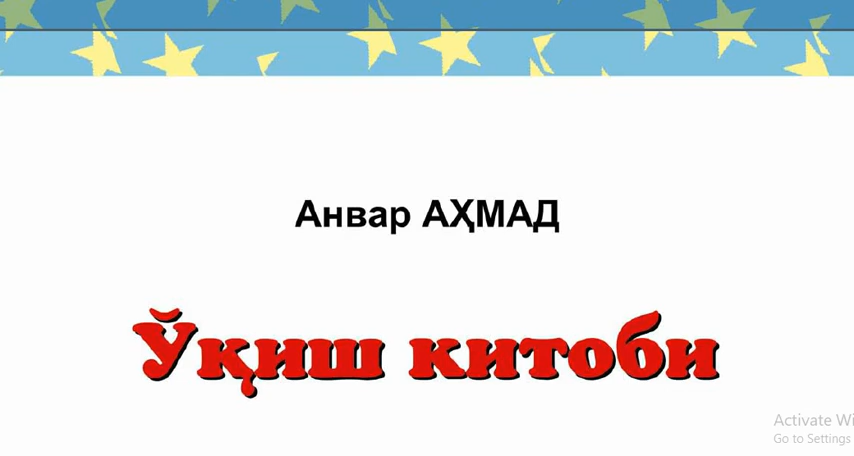 Анвар АҲМАД
Ўқиш китоби
Activate Wi
Go to Settings